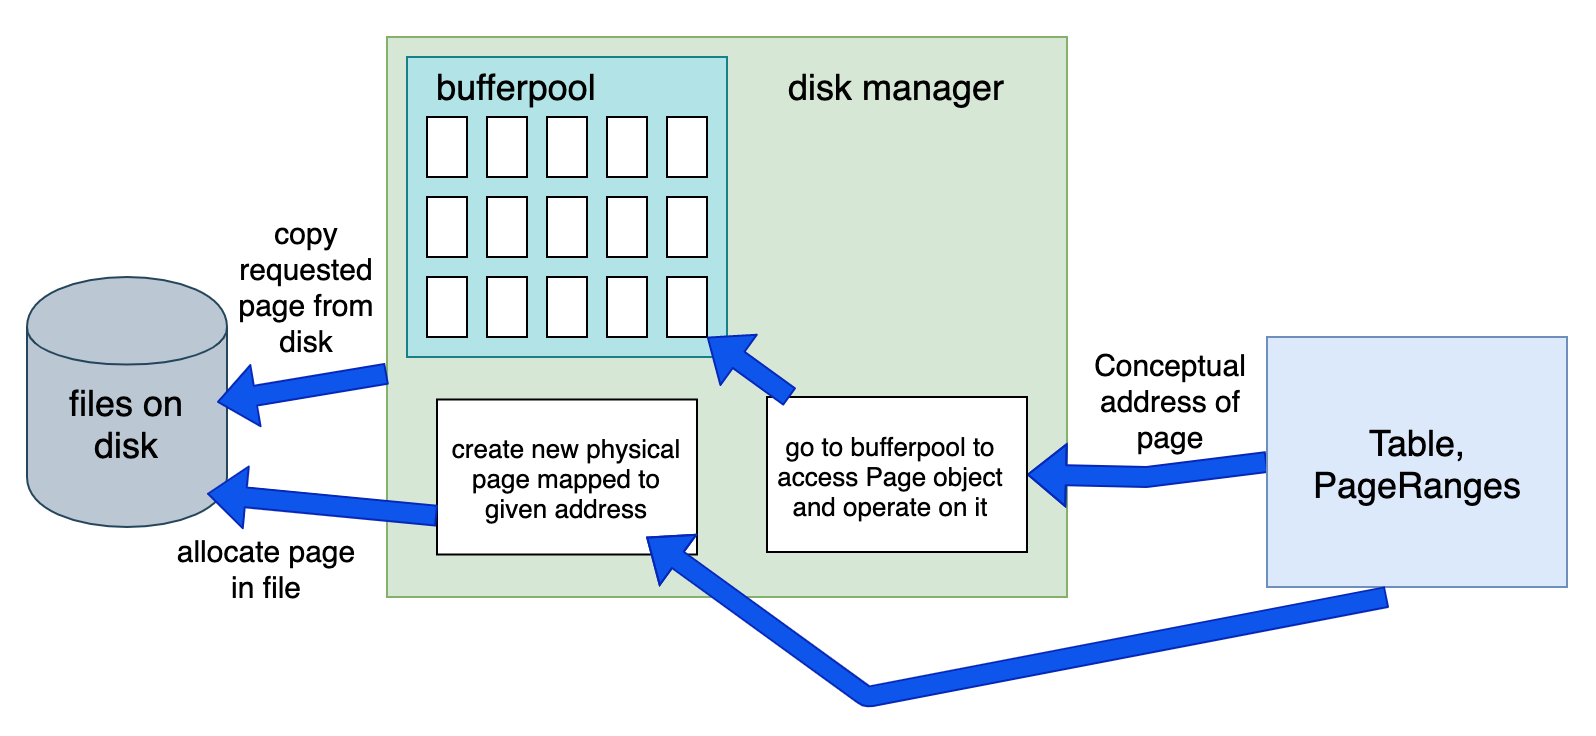 bufferpool
disk manager
copy
requested
page from
disk
files on
disk
create new physical
page mapped to
given address
go to bufferpool to
access Page object
and operate on it
Conceptual
address of
page
Table,
PageRanges
allocate page
in file